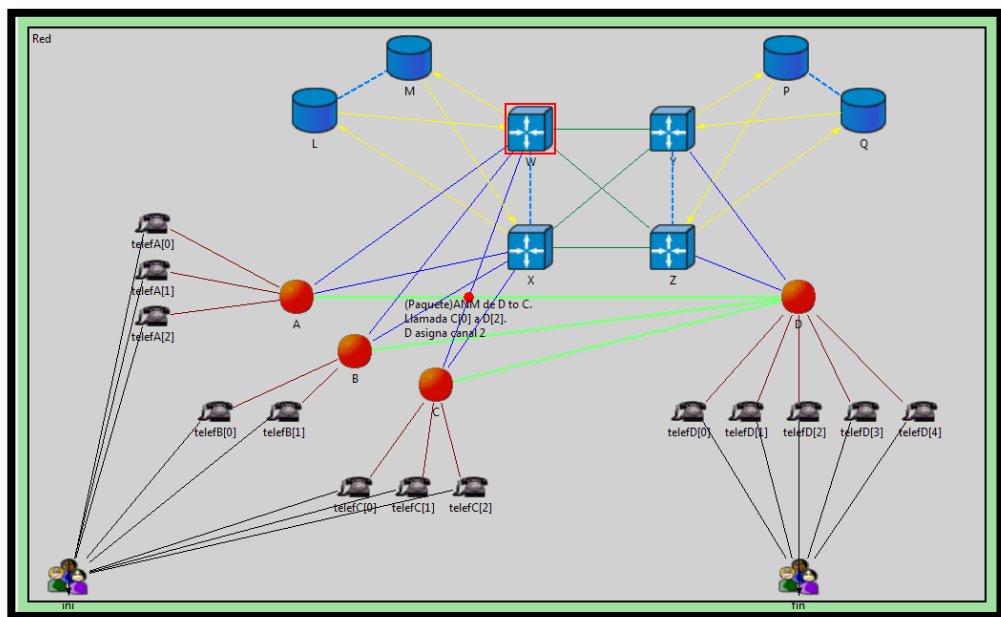 Red
M
P
L
W
Y
Q
telefA[0]
telefA[1]
X
Z
telefA[2]
A
(Paquete)ANM de D to C.
Llamada C[0] a D[2].
D asigna canal 2
D
B
C
telefB[0]
telefB[1]
telefD[0]
telefD[1]
telefD[2]
telefD[3]
telefD[4]
telefC[0]
telefC[1]
telefC[2]
ini
fin